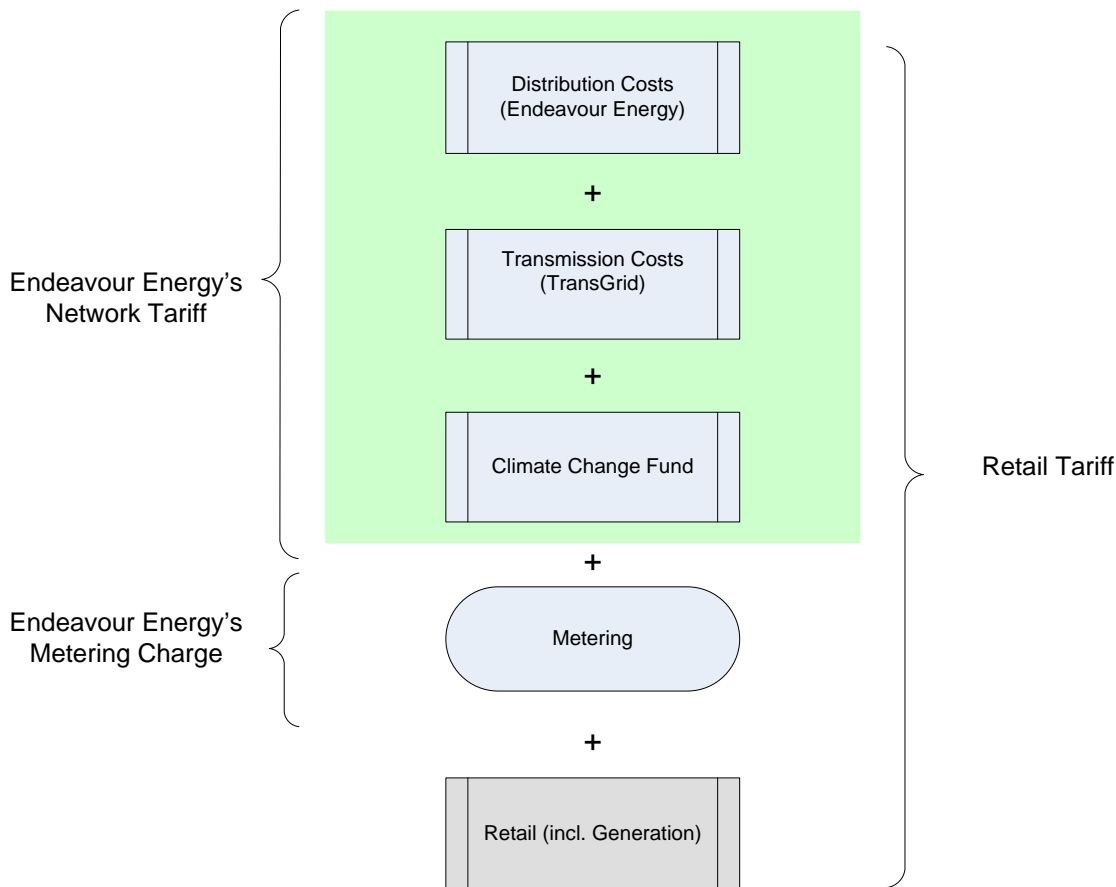 Distribution Costs
(Endeavour Energy)
+
Transmission Costs
(TransGrid)
+
Climate Change Fund
Endeavour Energy’s
Network Tariff
Retail Tariff
+
Metering
Endeavour Energy’s
Metering Charge
+
Retail (incl. Generation)